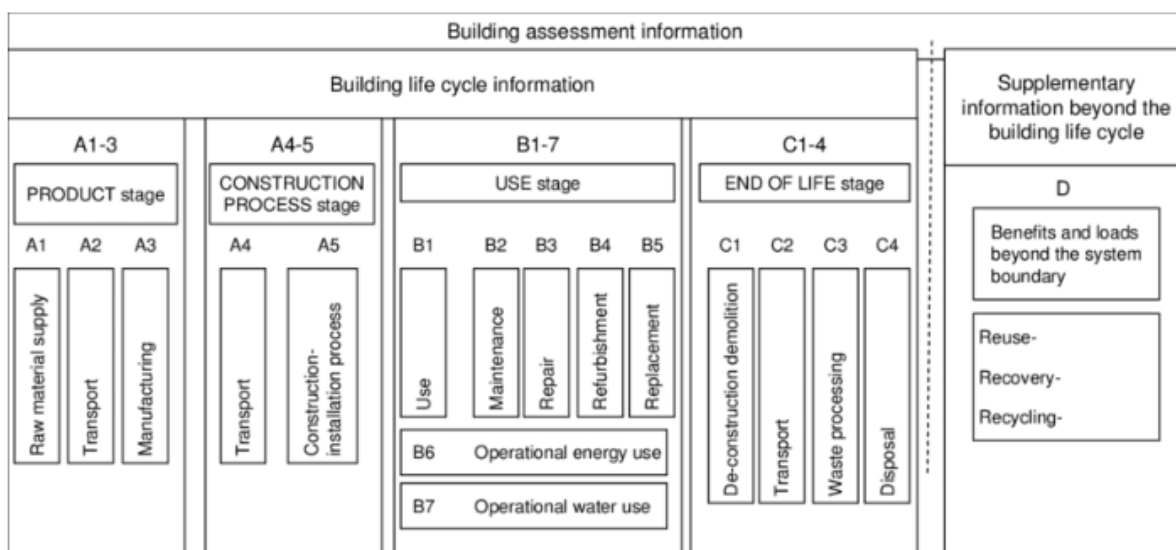 Building assessment information
Building life cycle information
Supplementary
information beyond the
building life cycle
A1-3
A4-5
B1-7
C1-4
D
PRODUCT stage
CONSTRUCTION
PROCESS stage
USE stage
END OF LIFE stage
Benefits and loads
beyond the system
boundary
A1
A2
A3
A4
A5
B1
B2
B3
B4
B5
C1
C2
C3
C4
Raw material supply
Transport
Manufacturing
Transport
Construction-
installation process
Use
Maintenance
Repair
Refurbishment
Replacement
De-construction demolition
Transport
Waste processing
Disposal
Reuse-
Recovery-
Recycling-
B6 Operational energy use
B7 Operational water use